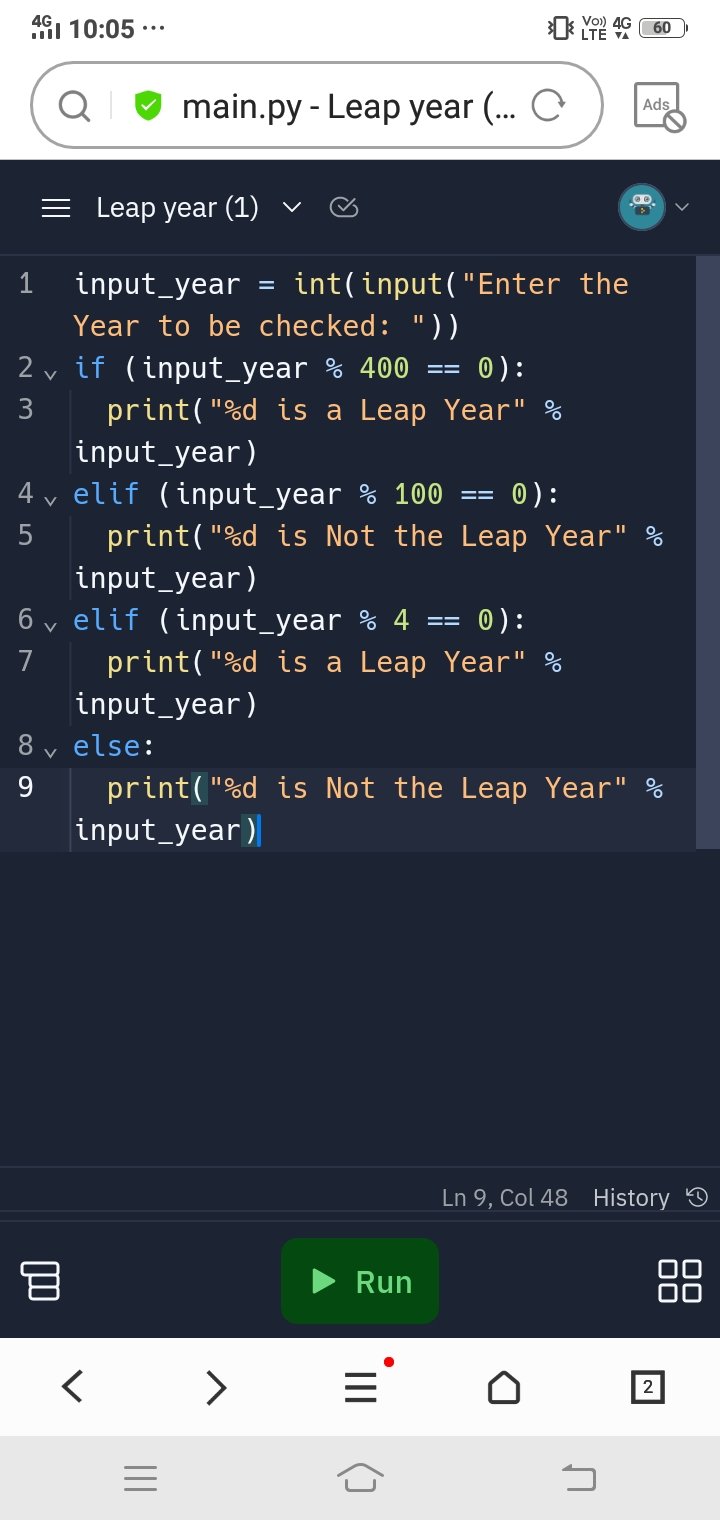 4G 10:05 ... Vo)) LTE 4G 60
main.py - Leap year (... Ads
Leap year (1)
1 input_year = int(input("Enter the
Year to be checked: "))
2 if (input_year % 400 == 0):
3   print("%d is a Leap Year" %
input_year)
4 elif (input_year % 100 == 0):
5   print("%d is Not the Leap Year" %
input_year)
6 elif (input_year % 4 == 0):
7   print("%d is a Leap Year" %
input_year)
8 else:
9   print("%d is Not the Leap Year" %
input_year)
Ln 9, Col 48 History
Run
2